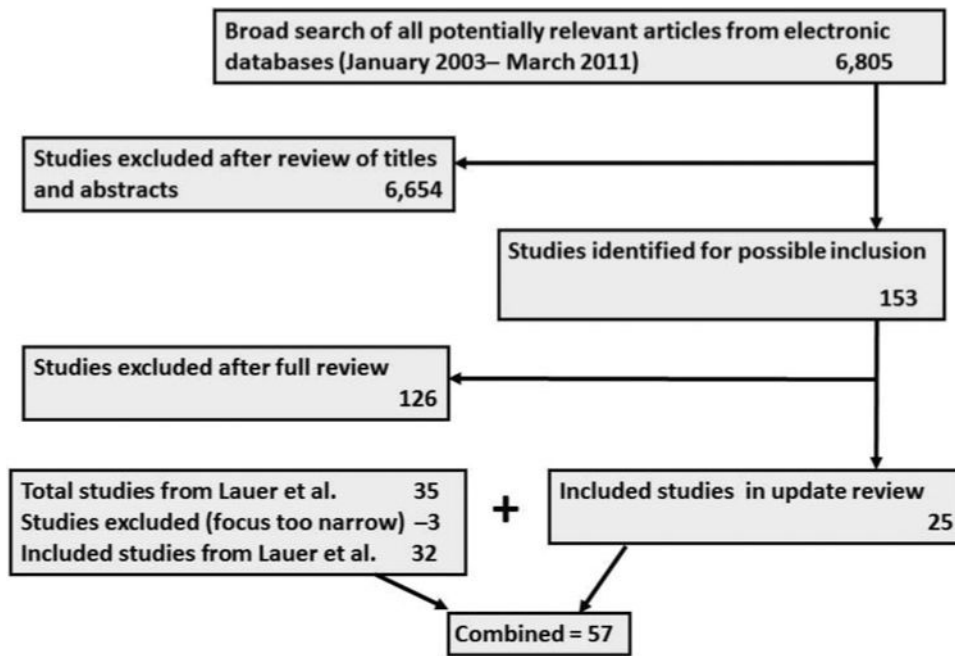 Broad search of all potentially relevant articles from electronic
databases (January 2003– March 2011) 6,805
Studies excluded after review of titles
and abstracts 6,654
Studies identified for possible inclusion
153
Studies excluded after full review
126
Total studies from Lauer et al. 35
Studies excluded (focus too narrow) –3
Included studies from Lauer et al. 32
+
Included studies in update review
25
Combined = 57